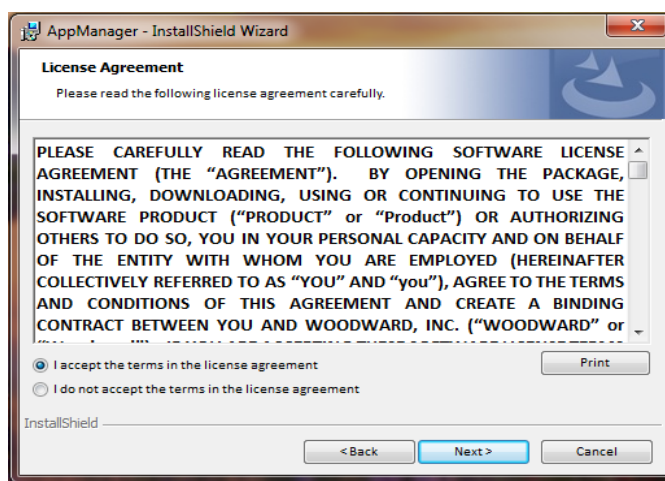 AppManager - InstallShield Wizard
License Agreement
Please read the following license agreement carefully.
PLEASE CAREFULLY READ THE FOLLOWING SOFTWARE LICENSE
AGREEMENT (THE “AGREEMENT”). BY OPENING THE PACKAGE,
INSTALLING, DOWNLOADING, USING OR CONTINUING TO USE THE
SOFTWARE PRODUCT (“PRODUCT” or “Product”) OR AUTHORIZING
OTHERS TO DO SO, YOU IN YOUR PERSONAL CAPACITY AND ON BEHALF
OF THE ENTITY WITH WHOM YOU ARE EMPLOYED (HEREINAFTER
COLLECTIVELY REFERRED TO AS “YOU” AND “you”), AGREE TO THE TERMS
AND CONDITIONS OF THIS AGREEMENT AND CREATE A BINDING
CONTRACT BETWEEN YOU AND WOODWARD, INC. (“WOODWARD” or
I accept the terms in the license agreement
Print
I do not accept the terms in the license agreement
InstallShield
< Back
Next >
Cancel